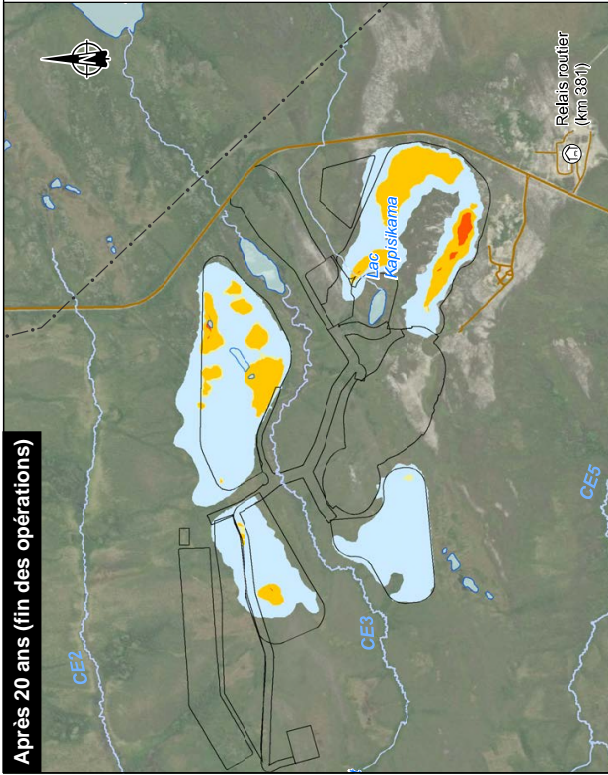 Après 20 ans (fin des opérations)
N
CE2
CE3
CE5
Lac
Kapisikama
Relais routier
(km 381)